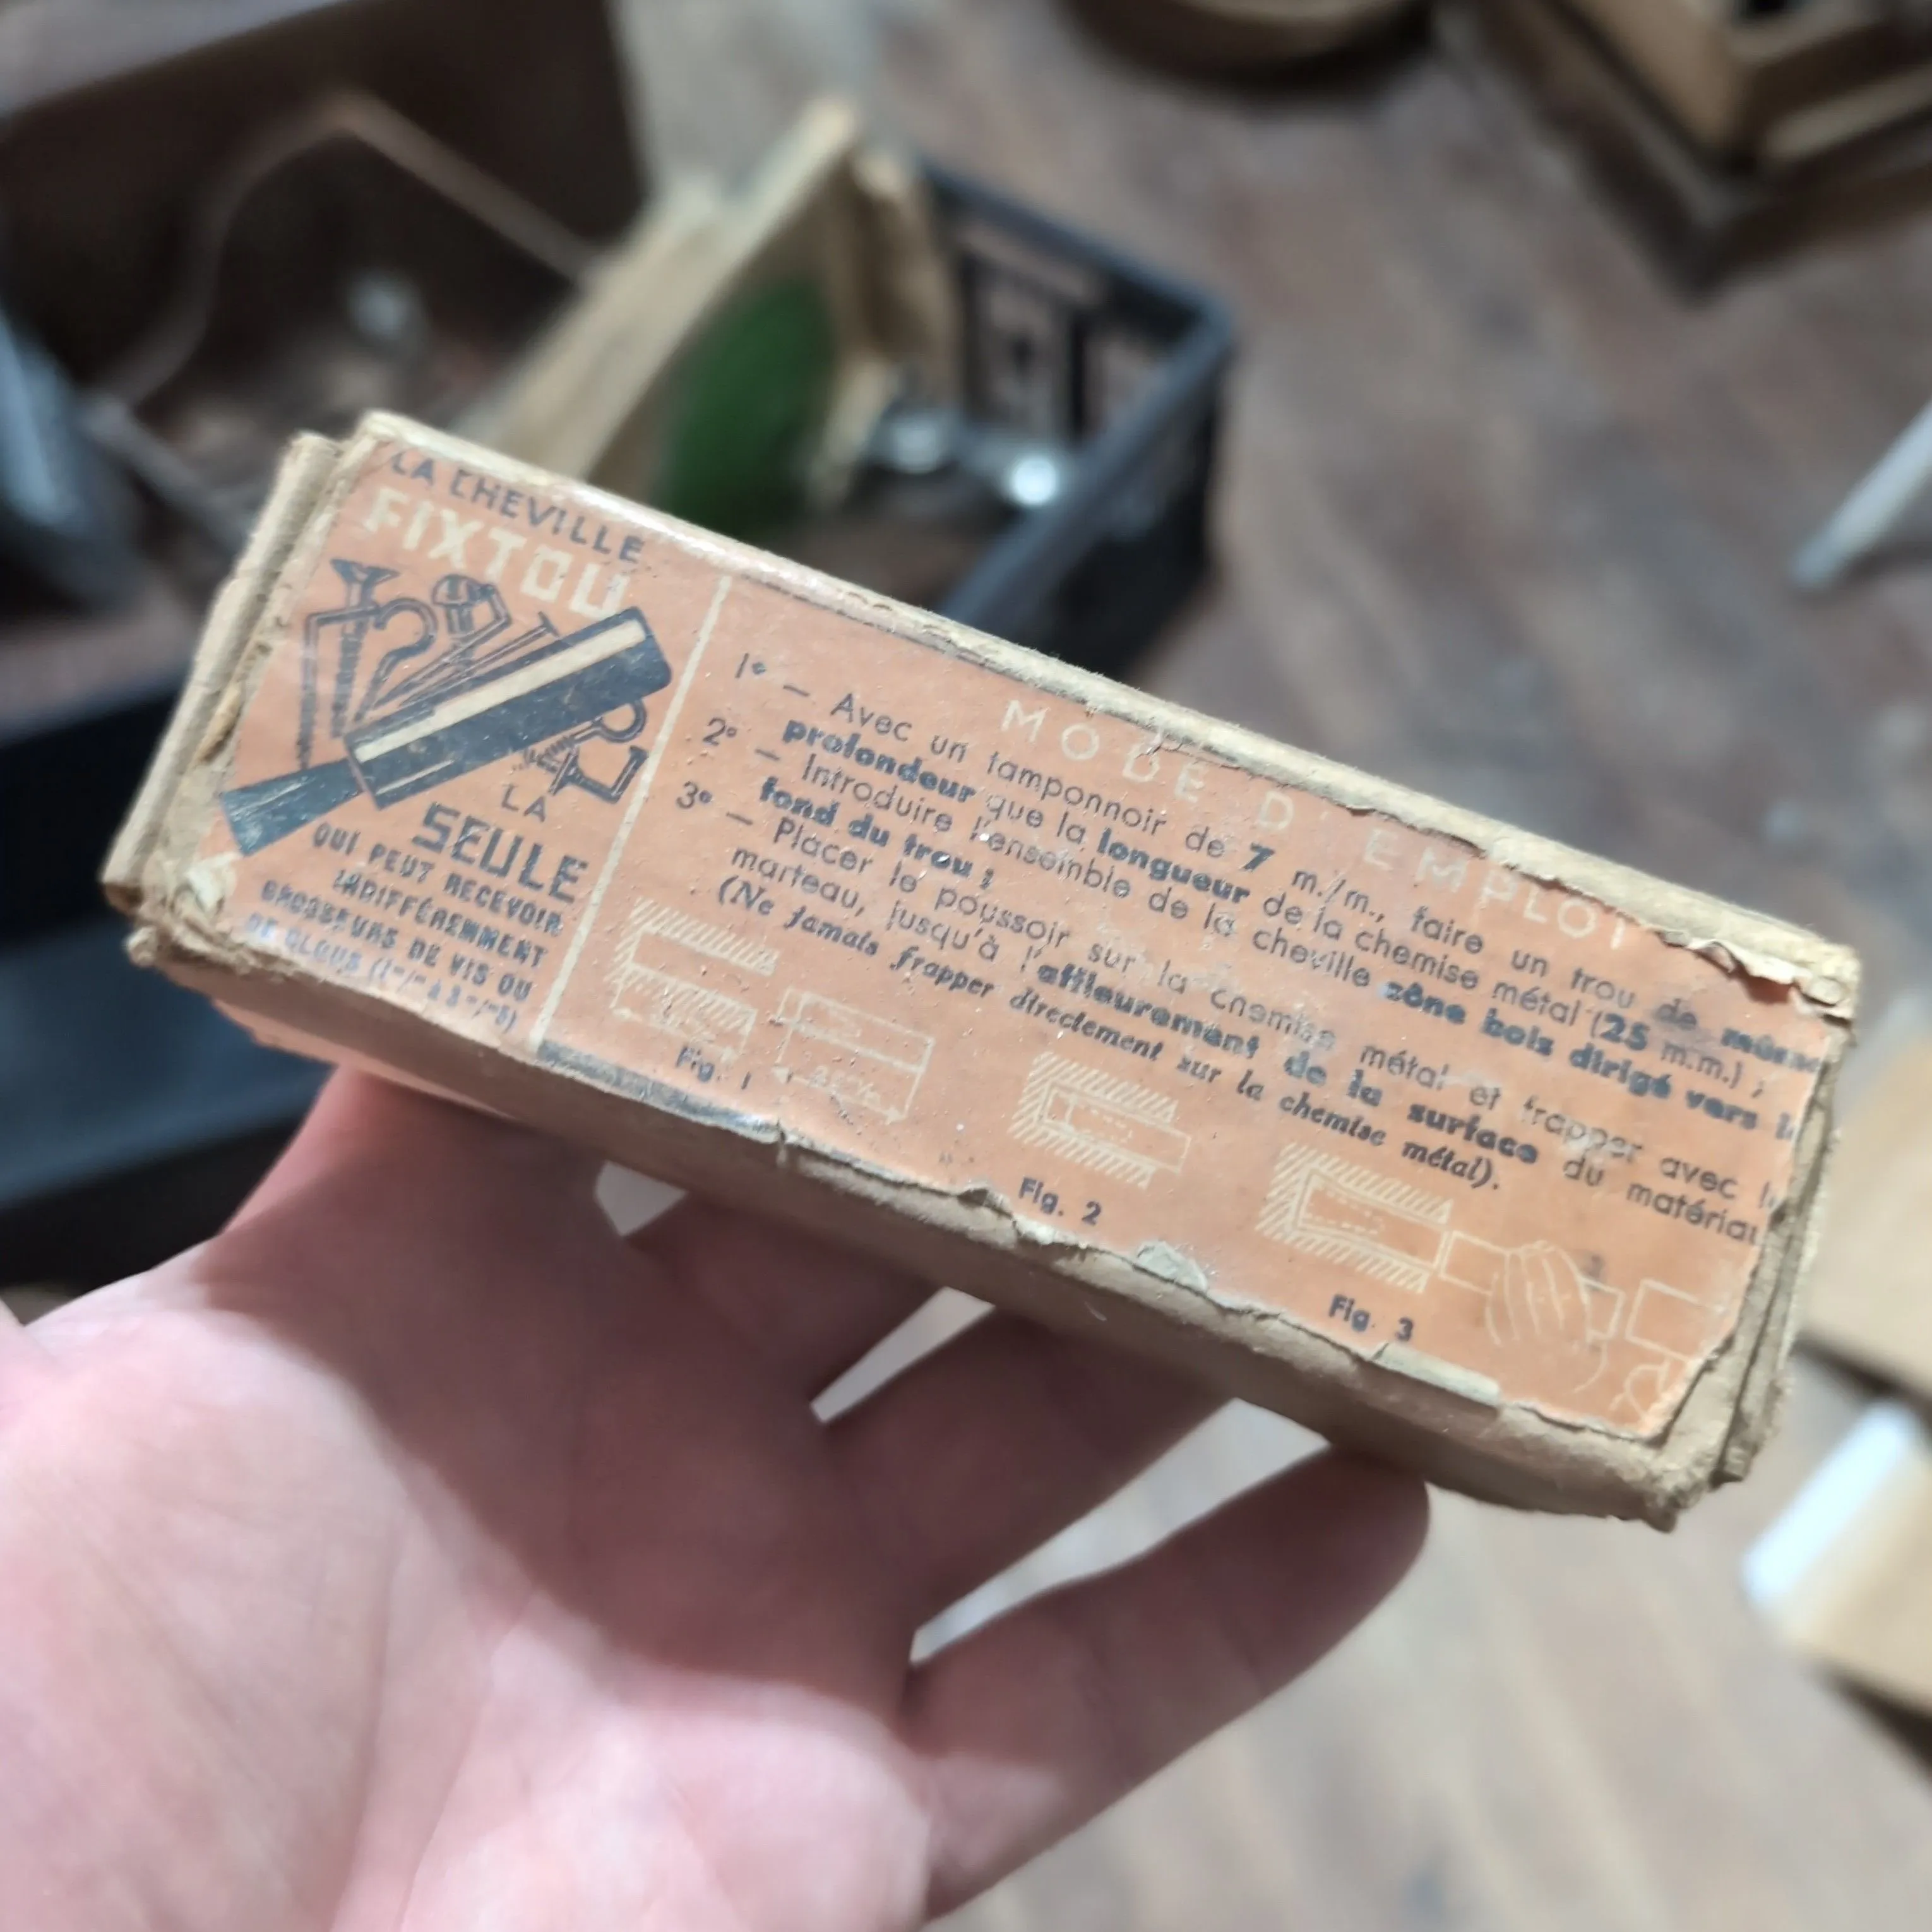 LA CHEVILLE
FIXTOU
LA
SEULE
QUI PEUT RECEVOIR
INDIFFÉREMMENT
GROSSEURS DE VIS OU
DE CLOUS
MODE D'EMPLOI
1° — Avec un tamponnoir de 7 m./m., faire un trou de même
profondeur que la longueur de la chemise métal (25 m.m.) ;
2° — Introduire l'ensemble de la cheville zône bois dirigé vers l
fond du trou ;
3° — Placer le poussoir sur la chemise métal et frapper avec l
marteau, jusqu'à l'affleurement de la surface du matériau
(Ne jamais frapper directement sur la chemise métal).
Fig. 1
Fig. 2
Fig. 3